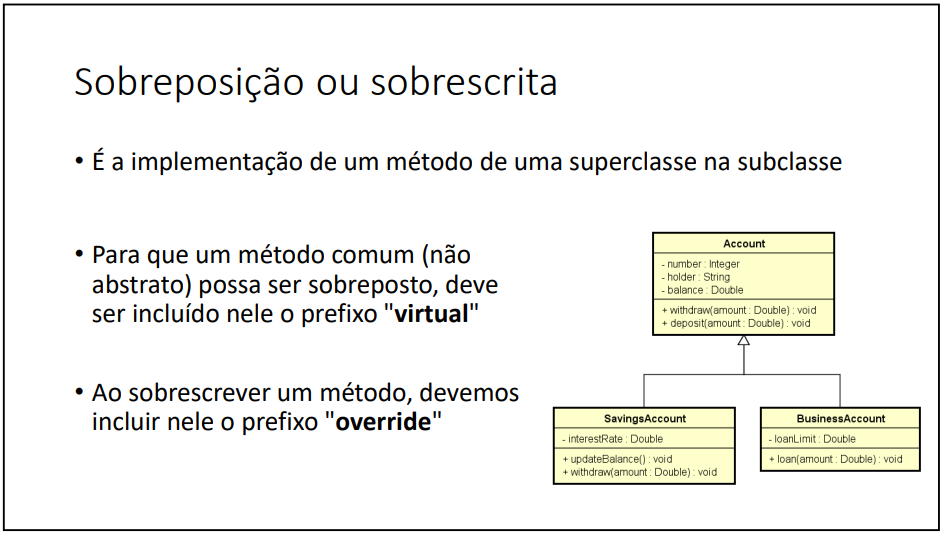 Sobreposição ou sobrescrita
• É a implementação de um método de uma superclasse na subclasse
• Para que um método comum (não
abstrato) possa ser sobreposto, deve
ser incluído nele o prefixo "virtual"
• Ao sobrescrever um método, devemos
incluir nele o prefixo "override"
Account
- number : Integer
- holder : String
- balance : Double
+ withdraw(amount : Double) : void
+ deposit(amount : Double) : void
SavingsAccount
- interestRate : Double
+ updateBalance() : void
+ withdraw(amount : Double) : void
BusinessAccount
- loanLimit : Double
+ loan(amount : Double) : void